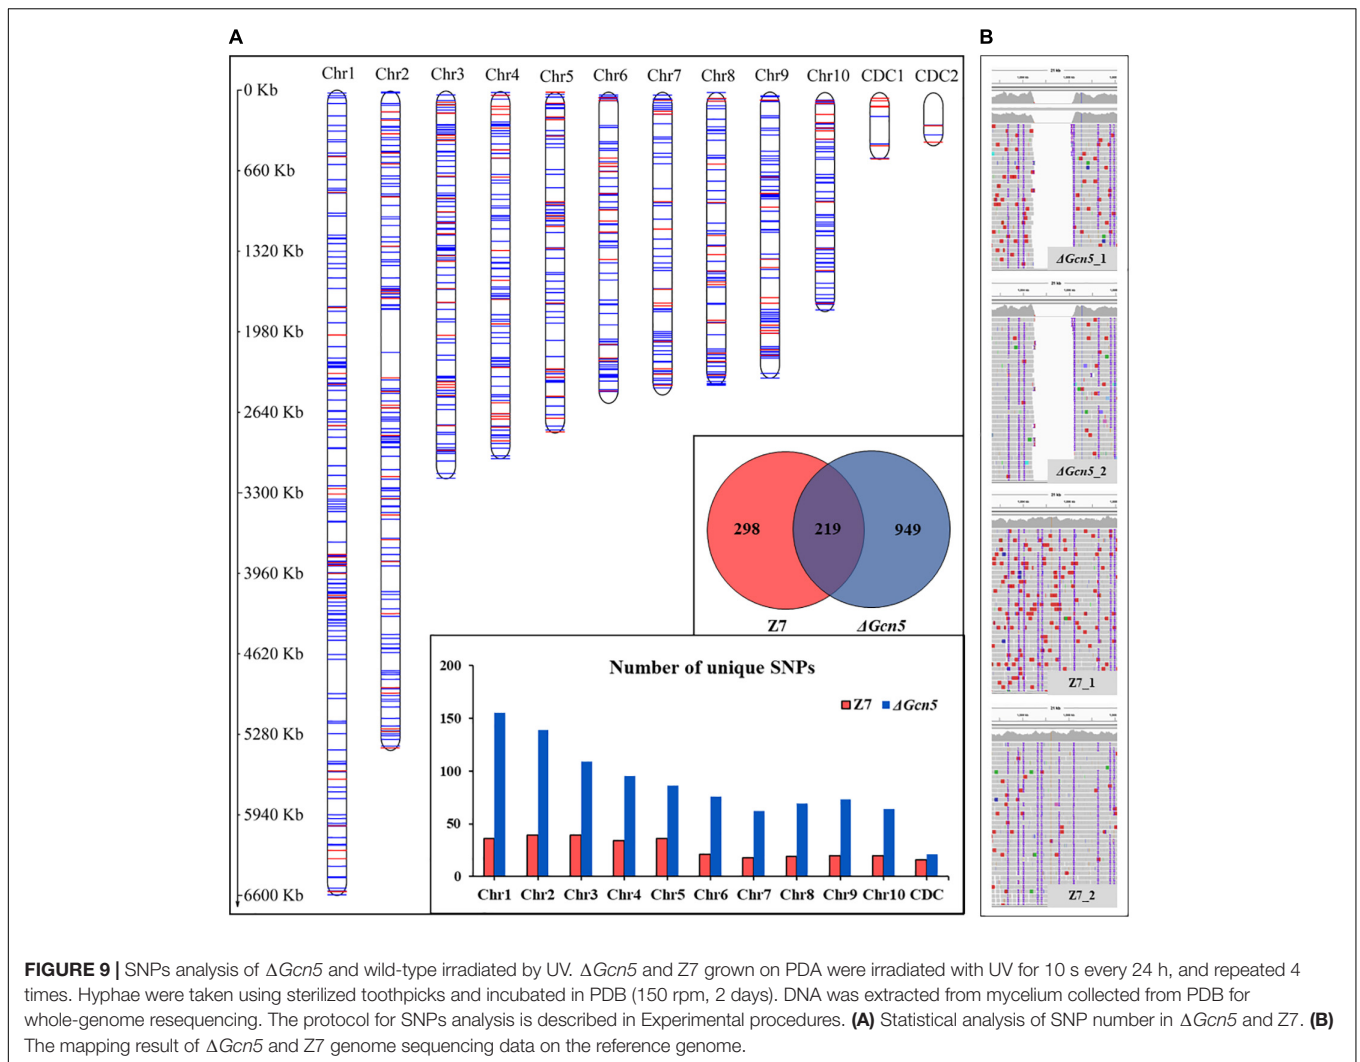 A
B
Chr1 Chr2 Chr3 Chr4 Chr5 Chr6 Chr7 Chr8 Chr9 Chr10 CDC1 CDC2
0 Kb
660 Kb
1320 Kb
1980 Kb
2640 Kb
3300 Kb
3960 Kb
4620 Kb
5280 Kb
5940 Kb
6600 Kb
298 219 949
Z7 ΔGcn5
Number of unique SNPs
Z7 ΔGcn5
200
150
100
50
0
Chr1 Chr2 Chr3 Chr4 Chr5 Chr6 Chr7 Chr8 Chr9 Chr10 CDC
ΔGcn5_1
ΔGcn5_2
Z7_1
Z7_2
FIGURE 9 | SNPs analysis of ΔGcn5 and wild-type irradiated by UV. ΔGcn5 and Z7 grown on PDA were irradiated with UV for 10 s every 24 h, and repeated 4
times. Hyphae were taken using sterilized toothpicks and incubated in PDB (150 rpm, 2 days). DNA was extracted from mycelium collected from PDB for
whole-genome resequencing. The protocol for SNPs analysis is described in Experimental procedures. (A) Statistical analysis of SNP number in ΔGcn5 and Z7. (B)
The mapping result of ΔGcn5 and Z7 genome sequencing data on the reference genome.